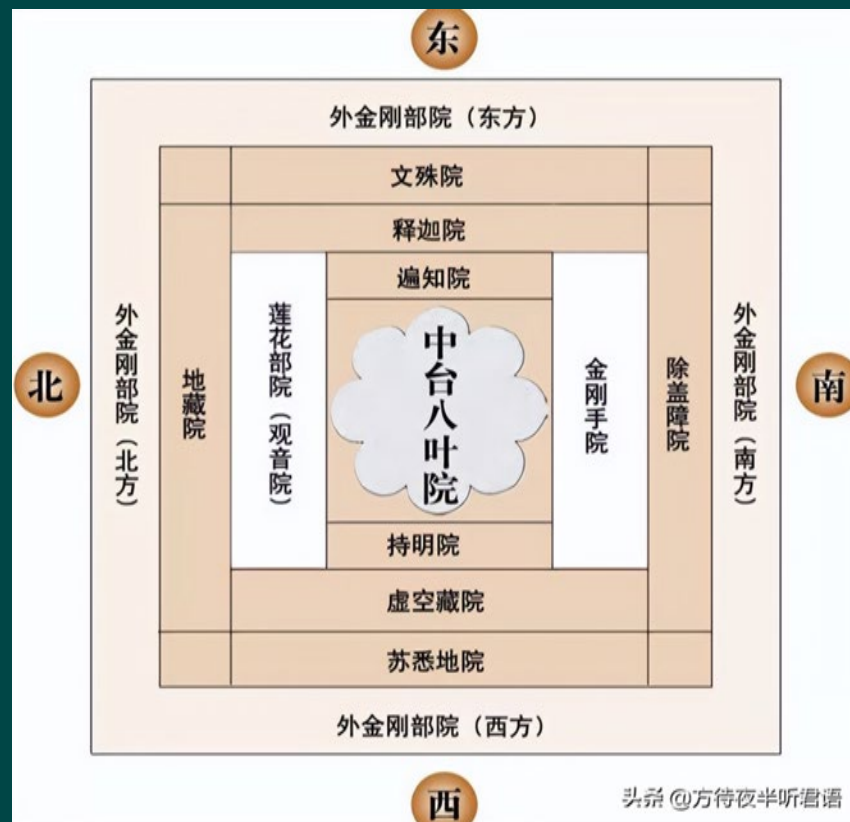 东
外金刚部院（东方）
文殊院
释迦院
遍知院
北
外金刚部院（北方）
地藏院
莲花部院（观音院）
中台八叶院
金刚手院
除盖障院
外金刚部院（南方）
南
持明院
虚空藏院
苏悉地院
外金刚部院（西方）
西
头条 @方待夜半听君语